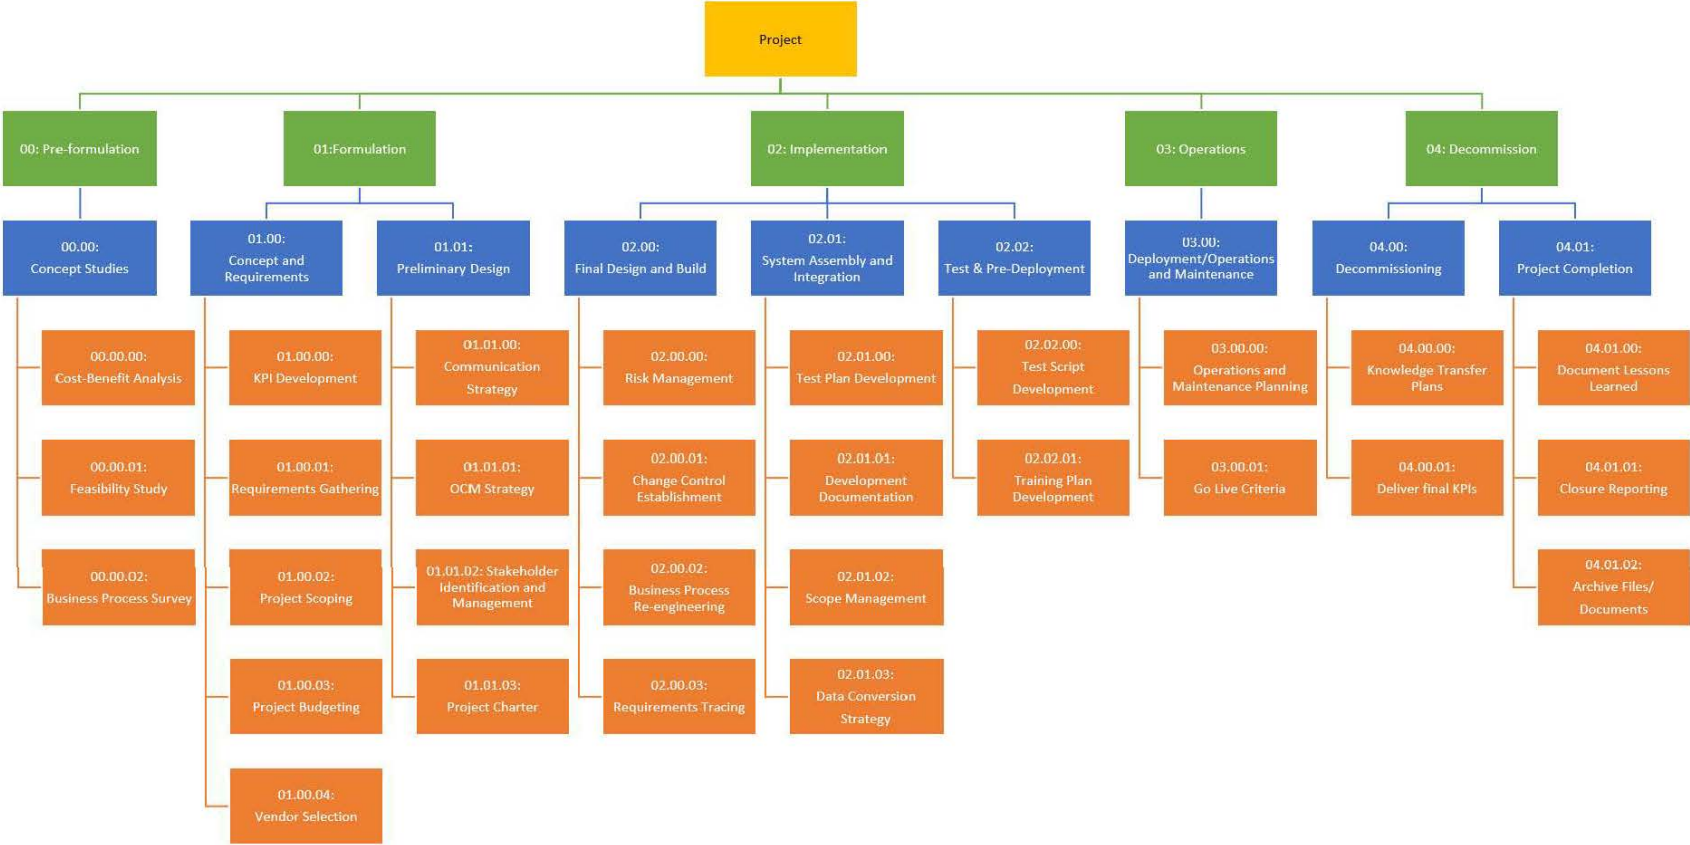 Project
00: Pre-formulation
01:Formulation
02: Implementation
03: Operations
04: Decommission
00.00:
Concept Studies
01.00:
Concept and
Requirements
01.01:
Preliminary Design
02.00:
Final Design and Build
02.01:
System Assembly and
Integration
02.02:
Test & Pre-Deployment
03.00:
Deployment/Operations
and Maintenance
04.00:
Decommissioning
04.01:
Project Completion
00.00.00:
Cost-Benefit Analysis
01.00.00:
KPI Development
01.01.00:
Communication
Strategy
02.00.00:
Risk Management
02.01.00:
Test Plan Development
02.02.00:
Test Script
Development
03.00.00:
Operations and
Maintenance Planning
04.00.00:
Knowledge Transfer
Plans
04.01.00:
Document Lessons
Learned
00.00.01:
Feasibility Study
01.00.01:
Requirements Gathering
01.01.01:
OCM Strategy
02.00.01:
Change Control
Establishment
02.01.01:
Development
Documentation
02.02.01:
Training Plan
Development
03.00.01:
Go Live Criteria
04.00.01:
Deliver final KPIs
04.01.01:
Closure Reporting
00.00.02:
Business Process Survey
01.00.02:
Project Scoping
01.01.02: Stakeholder
Identification and
Management
02.00.02:
Business Process
Re-engineering
02.01.02:
Scope Management
04.01.02:
Archive Files/
Documents
01.00.03:
Project Budgeting
01.01.03:
Project Charter
02.00.03:
Requirements Tracing
02.01.03:
Data Conversion
Strategy
01.00.04:
Vendor Selection